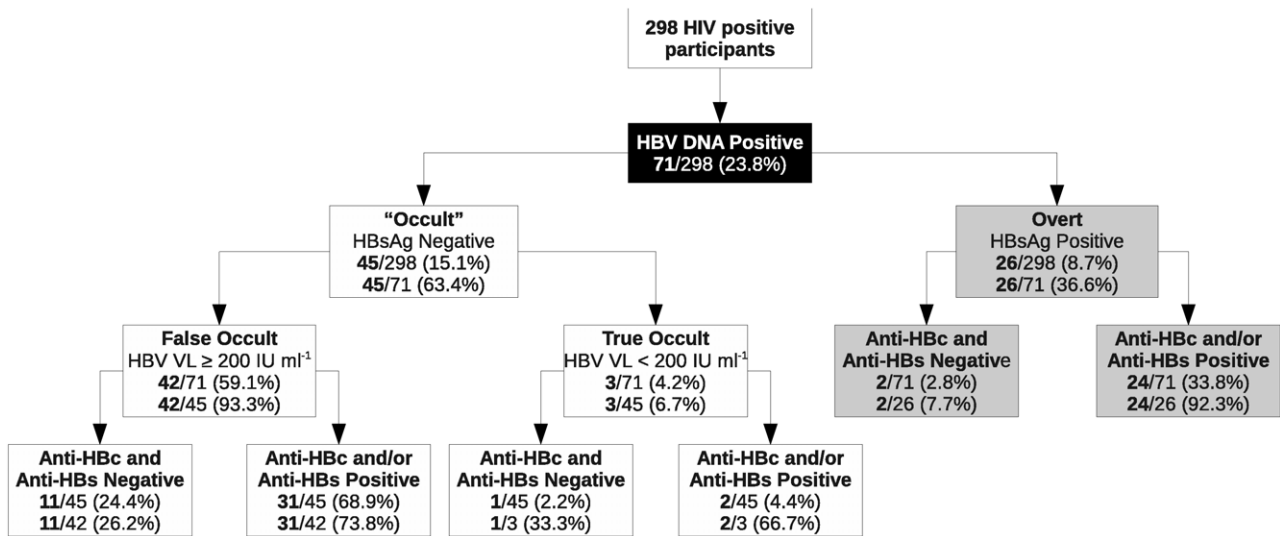 298 HIV positive
participants
HBV DNA Positive
71/298 (23.8%)
“Occult”
HBsAg Negative
45/298 (15.1%)
45/71 (63.4%)
Overt
HBsAg Positive
26/298 (8.7%)
26/71 (36.6%)
False Occult
HBV VL ≥ 200 IU ml⁻¹
42/71 (59.1%)
42/45 (93.3%)
True Occult
HBV VL < 200 IU ml⁻¹
3/71 (4.2%)
3/45 (6.7%)
Anti-HBc and
Anti-HBs Negative
2/71 (2.8%)
2/26 (7.7%)
Anti-HBc and/or
Anti-HBs Positive
24/71 (33.8%)
24/26 (92.3%)
Anti-HBc and
Anti-HBs Negative
11/45 (24.4%)
11/42 (26.2%)
Anti-HBc and/or
Anti-HBs Positive
31/45 (68.9%)
31/42 (73.8%)
Anti-HBc and
Anti-HBs Negative
1/45 (2.2%)
1/3 (33.3%)
Anti-HBc and/or
Anti-HBs Positive
2/45 (4.4%)
2/3 (66.7%)